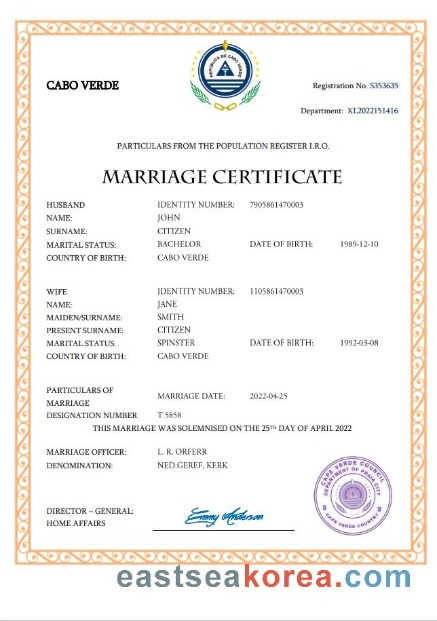 REPÚBLICA DE CABO VERDE
CABO VERDE
Registration No. S353635
Department: KL2022151416
PARTICULARS FROM THE POPULATION REGISTER I.R.O.
MARRIAGE CERTIFICATE
HUSBAND IDENTITY NUMBER: 7905861470003
NAME: JOHN
SURNAME: CITIZEN
MARITAL STATUS: BACHELOR DATE OF BIRTH: 1989-12-10
COUNTRY OF BIRTH: CABO VERDE
WIFE IDENTITY NUMBER: 1105861470003
NAME: JANE
MAIDEN/SURNAME: SMITH
PRESENT SURNAME: CITIZEN
MARITAL STATUS: SPINSTER DATE OF BIRTH: 1992-03-08
COUNTRY OF BIRTH: CABO VERDE
PARTICULARS OF
MARRIAGE MARRIAGE DATE: 2022-04-25
DESIGNATION NUMBER T 5858
THIS MARRIAGE WAS SOLEMNISED ON THE 25TH DAY OF APRIL 2022
MARRIAGE OFFICER: L. R. ORFERR
DENOMINATION: NED.GEREF. KERK
CAPE VERDE COUNCIL
DEPARTMENT OF PRAIA CITY
CAPE VERDE COUNTRY
DIRECTOR – GENERAL:
HOME AFFAIRS
Emmy Anderson
eastseakorea.com